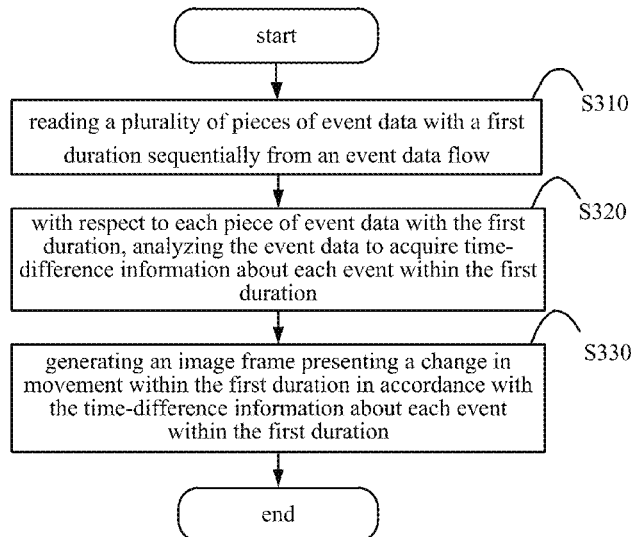 start
S310
reading a plurality of pieces of event data with a first
duration sequentially from an event data flow
S320
with respect to each piece of event data with the first
duration, analyzing the event data to acquire time-
difference information about each event within the first
duration
S330
generating an image frame presenting a change in
movement within the first duration in accordance with
the time-difference information about each event
within the first duration
end